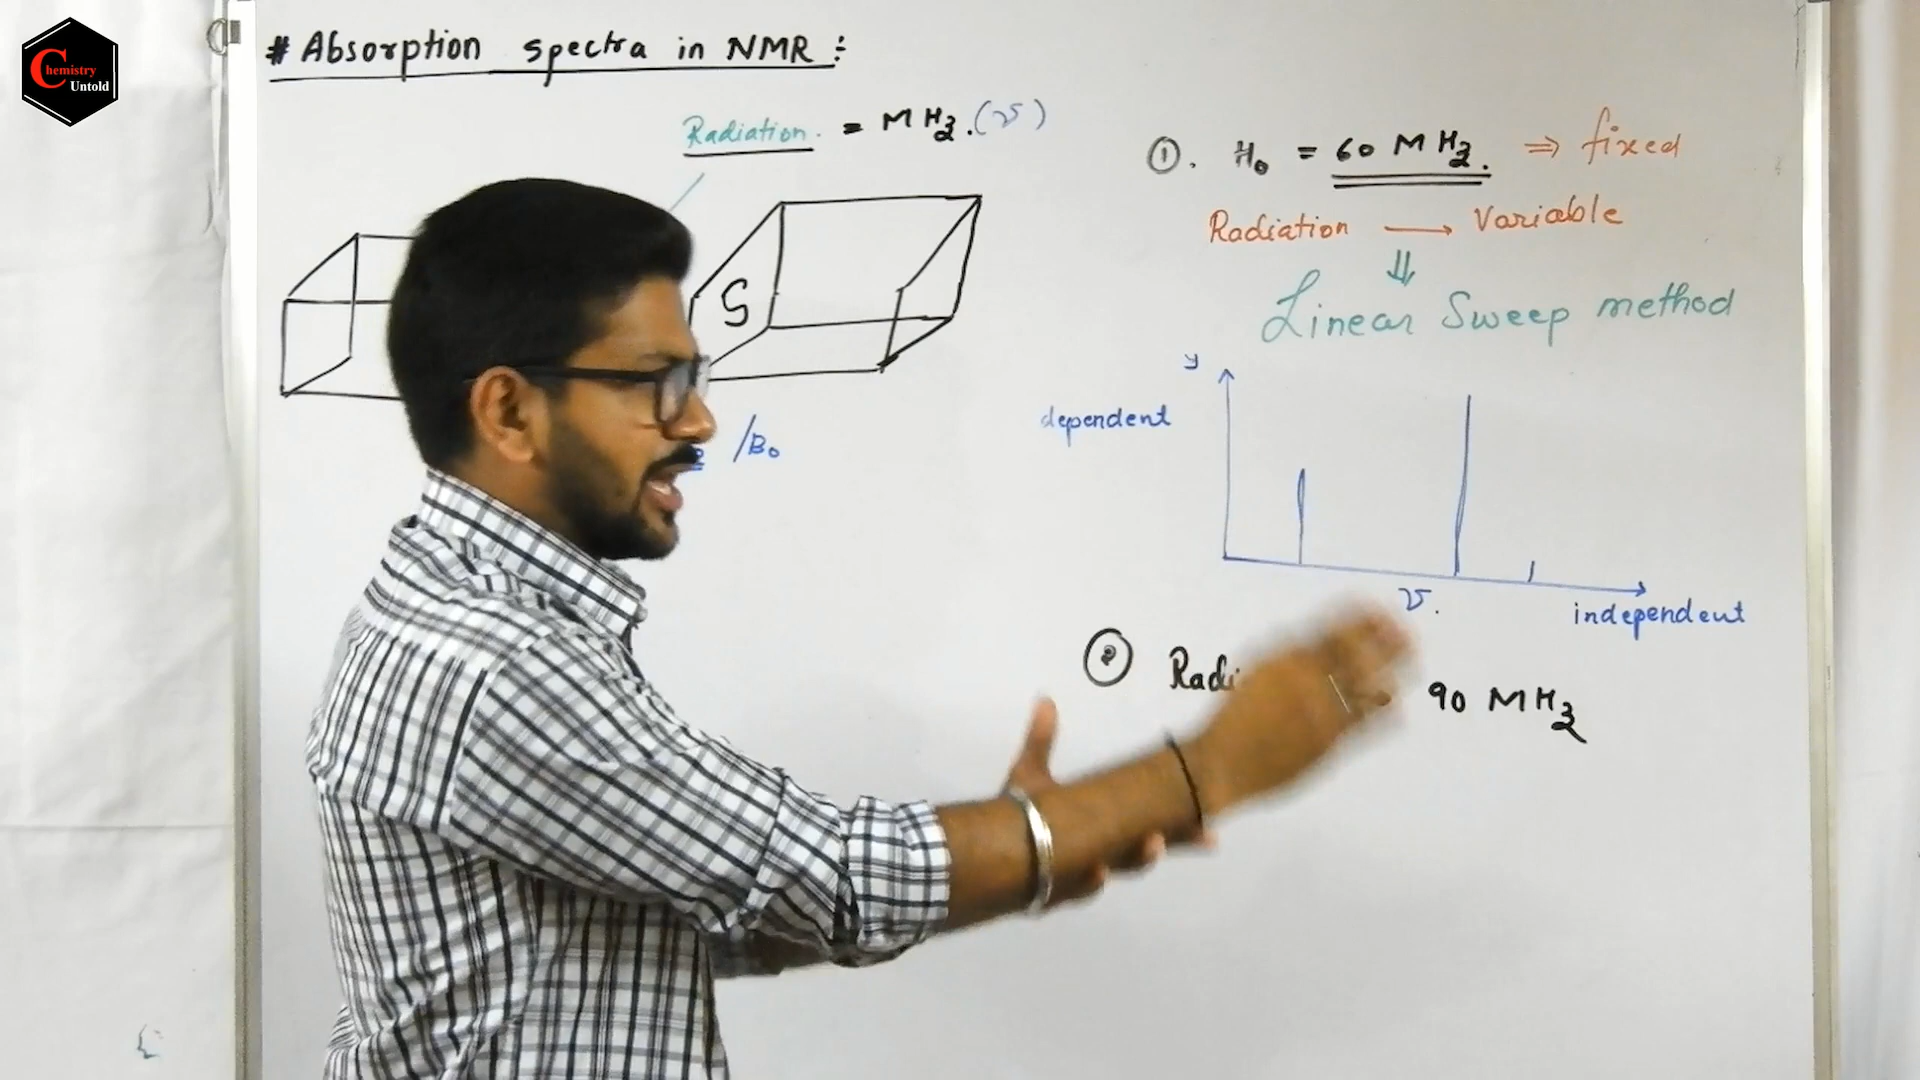 Chemistry
Untold
# Absorption spectra in NMR :
Radiation. = MHz. (ν)
S
/B₀
①. H₀ = 60 MHz. ⇒ fixed
Radiation → Variable
⇓
Linear Sweep method
y
dependent
ν.
independent
② Radi 90 MHz